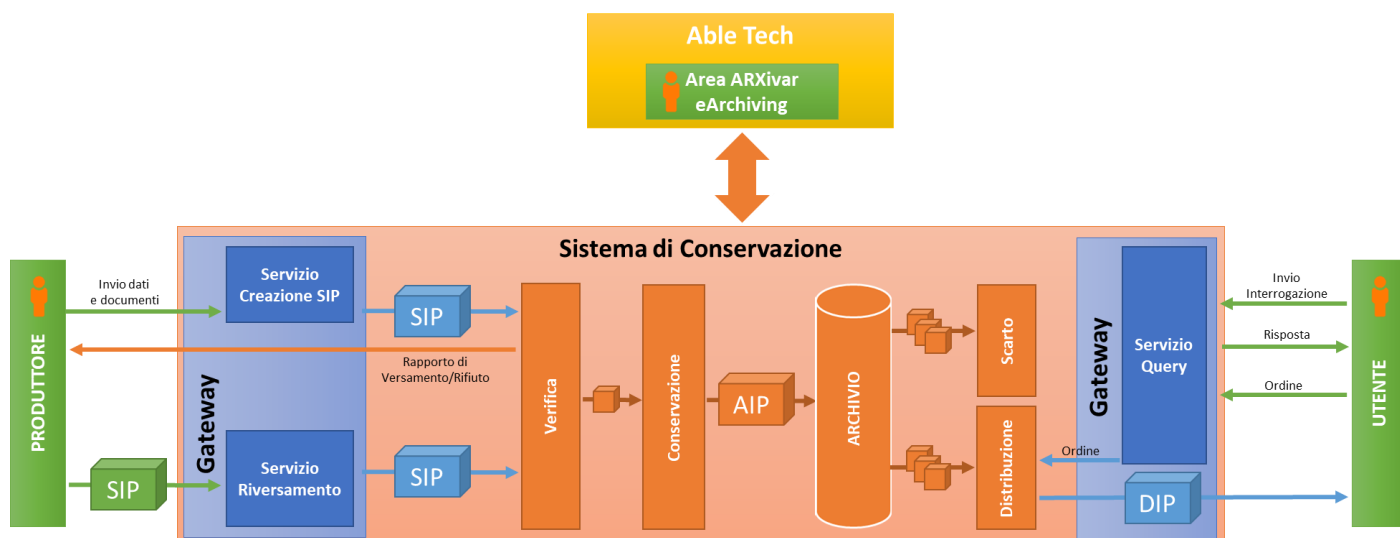 Able Tech
Area ARXivar
eArchiving
Sistema di Conservazione
PRODUTTORE
Invio dati
e documenti
SIP
Gateway
Servizio
Creazione SIP
Servizio
Riversamento
SIP
Rapporto di
Versamento/Rifiuto
SIP
Verifica
Conservazione
AIP
ARCHIVIO
Scarto
Distribuzione
Ordine
Gateway
Servizio
Query
DIP
Invio
Interrogazione
Risposta
Ordine
UTENTE